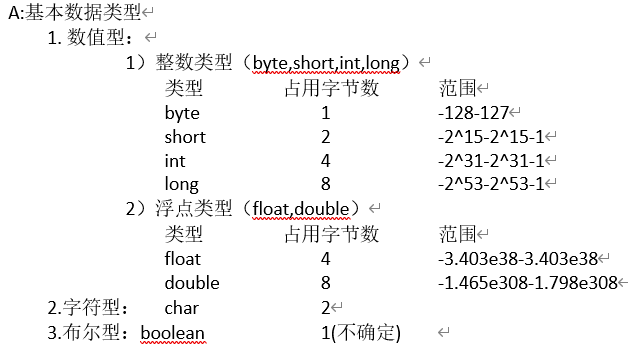 A:基本数据类型
1. 数值型：
1）整数类型（byte,short,int,long）
类型 占用字节数 范围
byte 1 -128-127
short 2 -2^15-2^15-1
int 4 -2^31-2^31-1
long 8 -2^53-2^53-1
2）浮点类型（float,double）
类型 占用字节数 范围
float 4 -3.403e38-3.403e38
double 8 -1.465e308-1.798e308
2.字符型： char 2
3.布尔型：boolean 1(不确定)